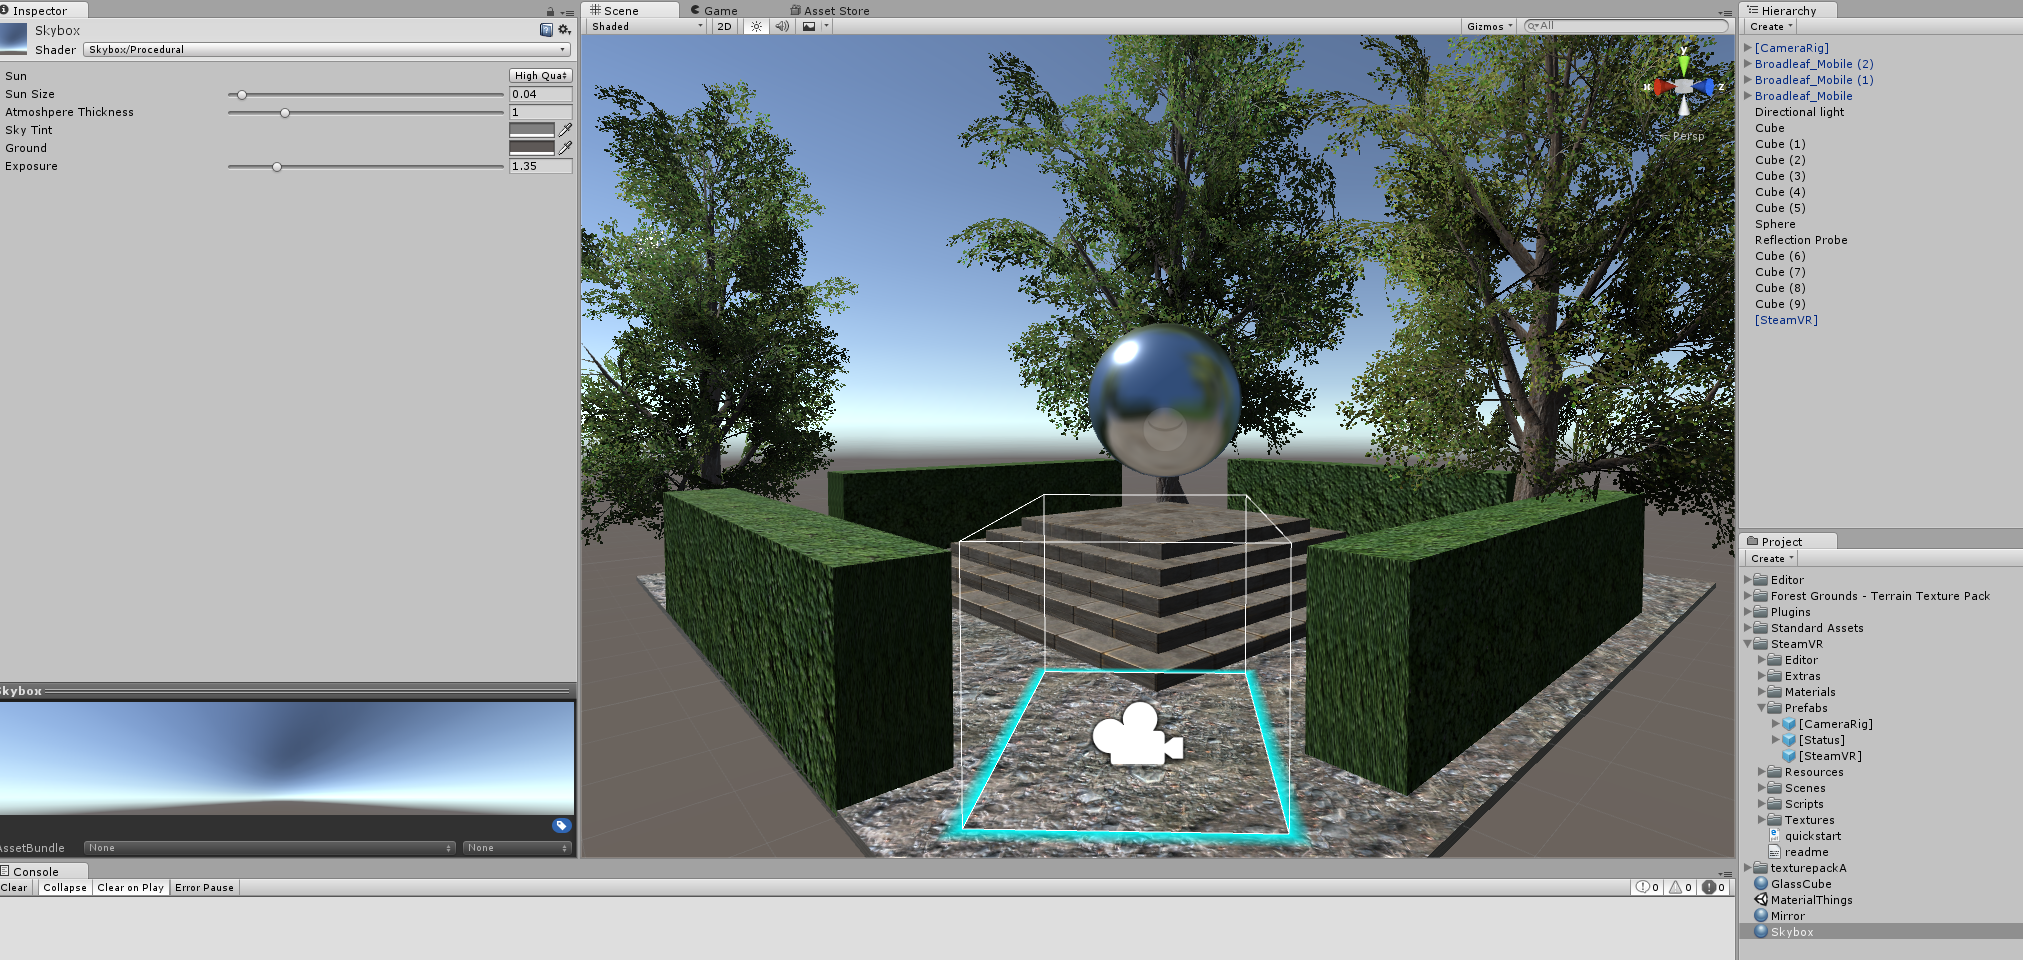 Inspector
Skybox
Shader Skybox/Procedural
Sun High Qua
Sun Size 0.04
Atmoshpere Thickness 1
Sky Tint
Ground
Exposure 1.35
Skybox
AssetBundle None None
Console
Clear Collapse Clear on Play Error Pause 0 0 0
Scene Game Asset Store
Shaded 2D Gizmos All
y
x z
Persp
Hierarchy
Create
[CameraRig]
Broadleaf_Mobile (2)
Broadleaf_Mobile (1)
Broadleaf_Mobile
Directional light
Cube
Cube (1)
Cube (2)
Cube (3)
Cube (4)
Cube (5)
Sphere
Reflection Probe
Cube (6)
Cube (7)
Cube (8)
Cube (9)
[SteamVR]
Project
Create
Editor
Forest Grounds - Terrain Texture Pack
Plugins
Standard Assets
SteamVR
Editor
Extras
Materials
Prefabs
[CameraRig]
[Status]
[SteamVR]
Resources
Scenes
Scripts
Textures
quickstart
readme
texturepackA
GlassCube
MaterialThings
Mirror
Skybox